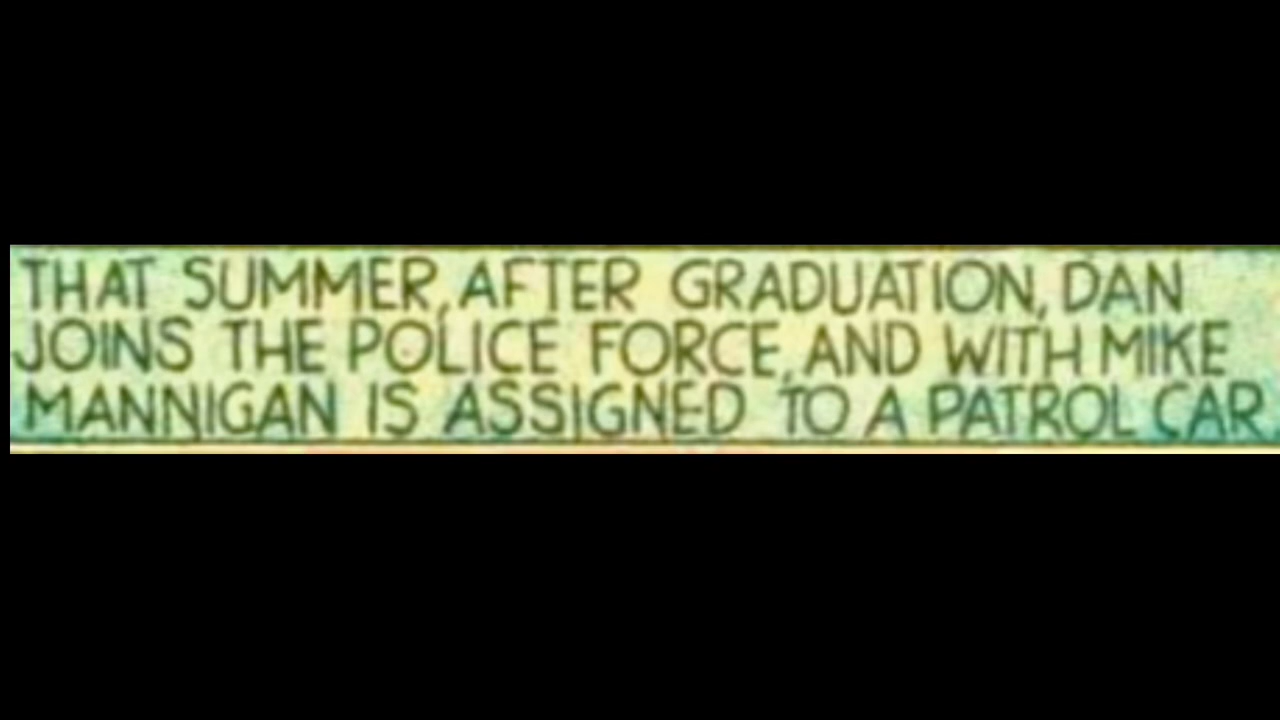 THAT SUMMER, AFTER GRADUATION, DAN
JOINS THE POLICE FORCE, AND WITH MIKE
MANNIGAN IS ASSIGNED TO A PATROL CAR